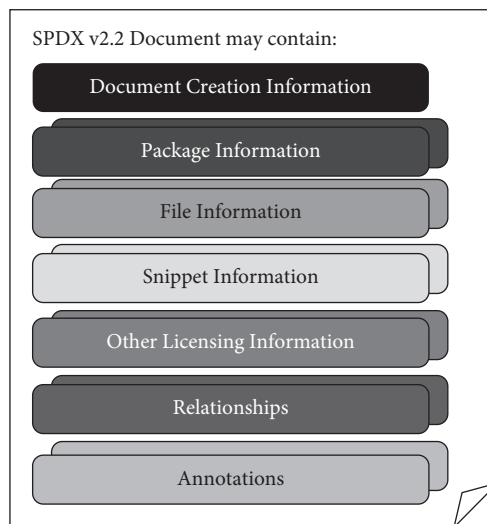 SPDX v2.2 Document may contain:
Document Creation Information
Package Information
File Information
Snippet Information
Other Licensing Information
Relationships
Annotations